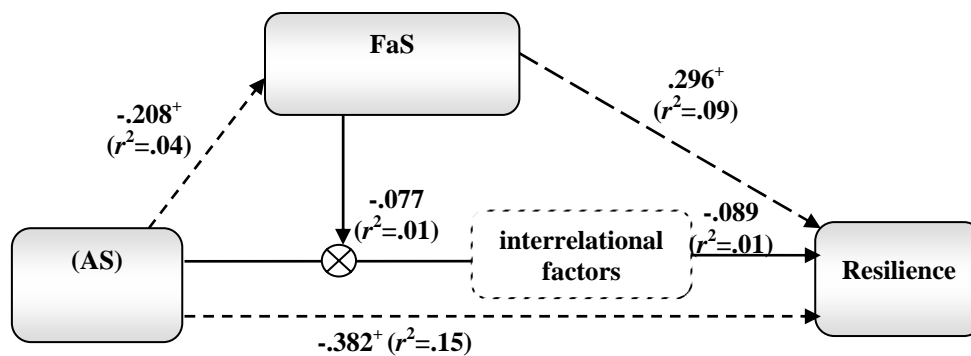 FaS
-.208⁺
(r²=.04)
.296⁺
(r²=.09)
-.077
(r²=.01)
-.089
(r²=.01)
(AS)
interrelational
factors
Resilience
-.382⁺ (r²=.15)